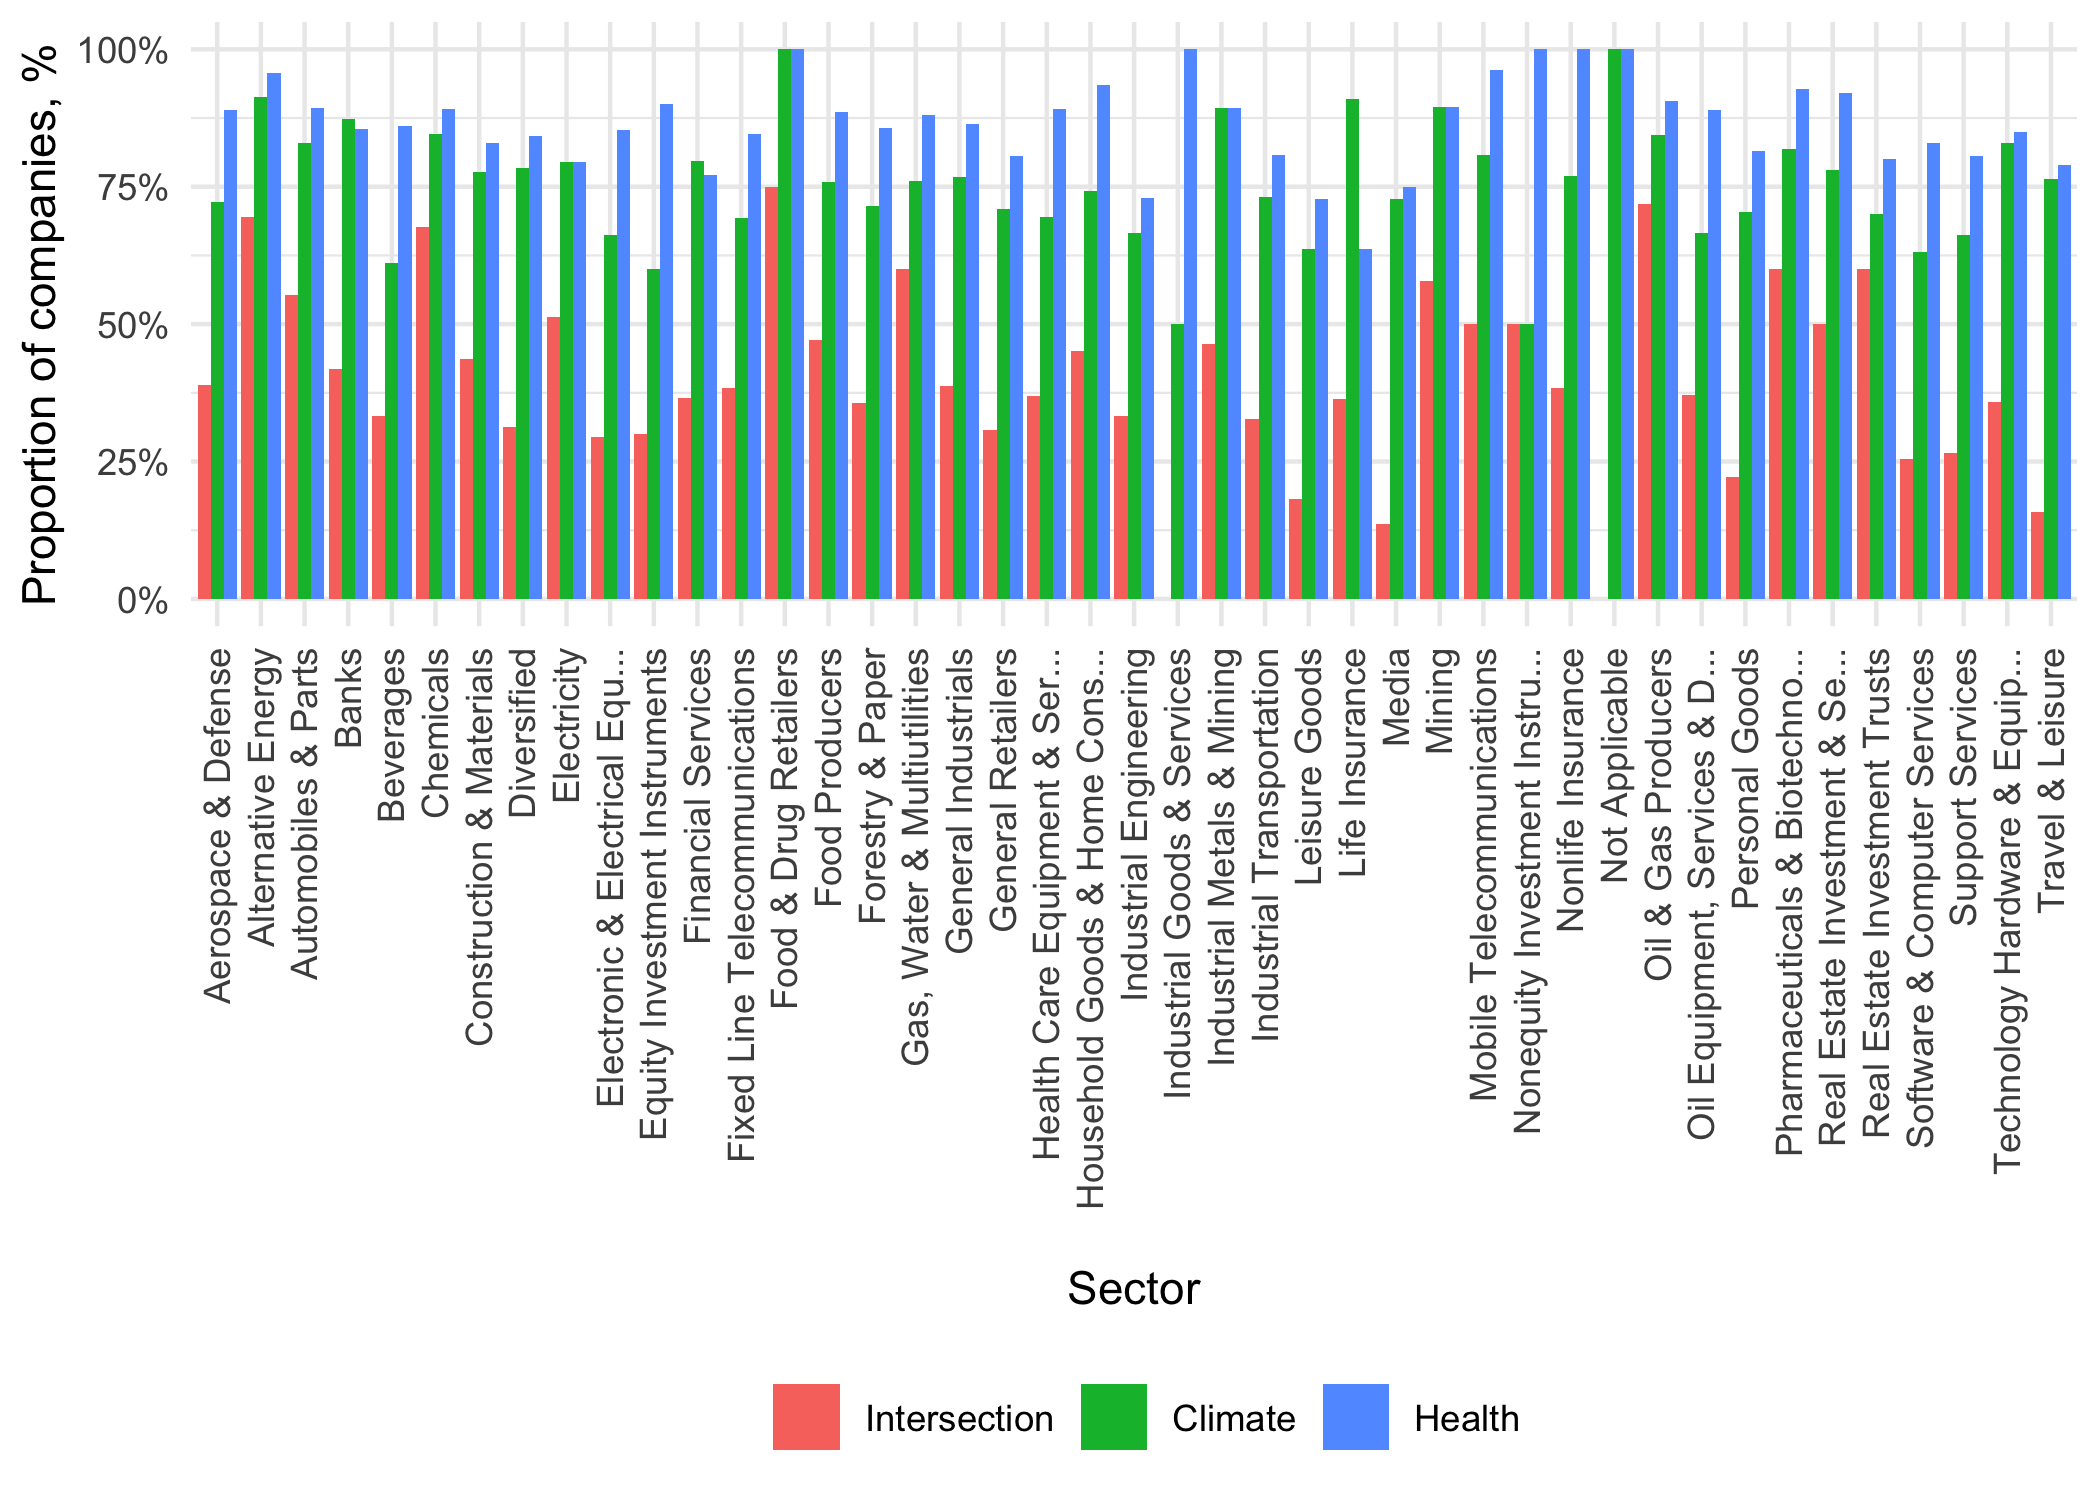 Proportion of companies, %
100%
75%
50%
25%
0%
Aerospace & Defense
Alternative Energy
Automobiles & Parts
Banks
Beverages
Chemicals
Construction & Materials
Diversified
Electricity
Electronic & Electrical Equ...
Equity Investment Instruments
Financial Services
Fixed Line Telecommunications
Food & Drug Retailers
Food Producers
Forestry & Paper
Gas, Water & Multiutilities
General Industrials
General Retailers
Health Care Equipment & Ser...
Household Goods & Home Cons...
Industrial Engineering
Industrial Goods & Services
Industrial Metals & Mining
Industrial Transportation
Leisure Goods
Life Insurance
Media
Mining
Mobile Telecommunications
Nonequity Investment Instru...
Nonlife Insurance
Not Applicable
Oil & Gas Producers
Oil Equipment, Services & D...
Personal Goods
Pharmaceuticals & Biotechno...
Real Estate Investment & Se...
Real Estate Investment Trusts
Software & Computer Services
Support Services
Technology Hardware & Equip...
Travel & Leisure
Sector
Intersection
Climate
Health